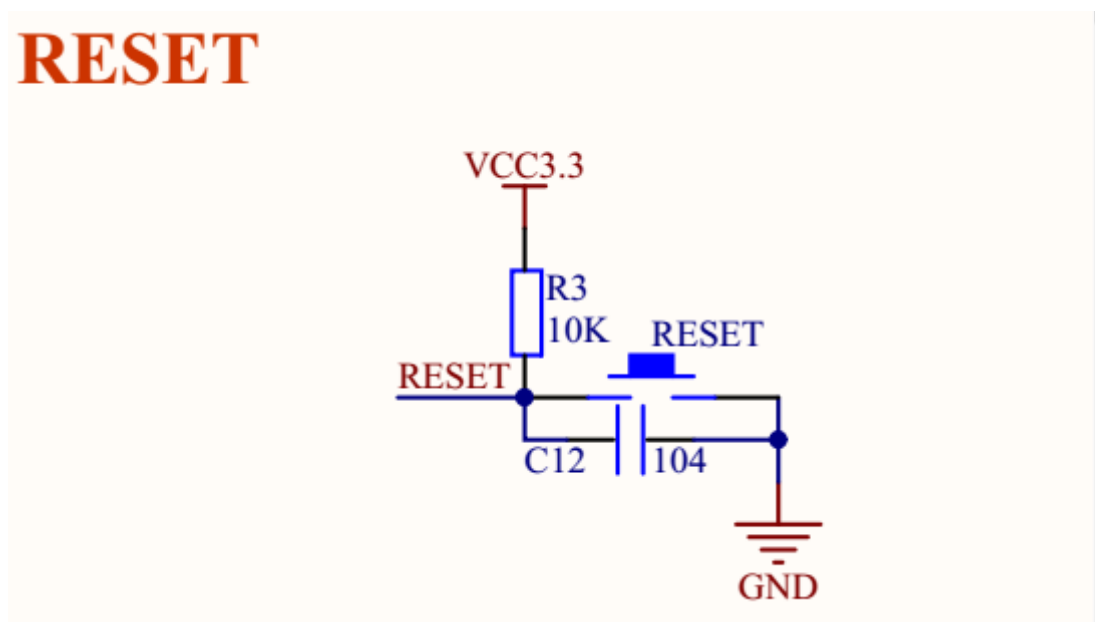 RESET
VCC3.3
R3
10K
RESET
RESET
C12
104
GND